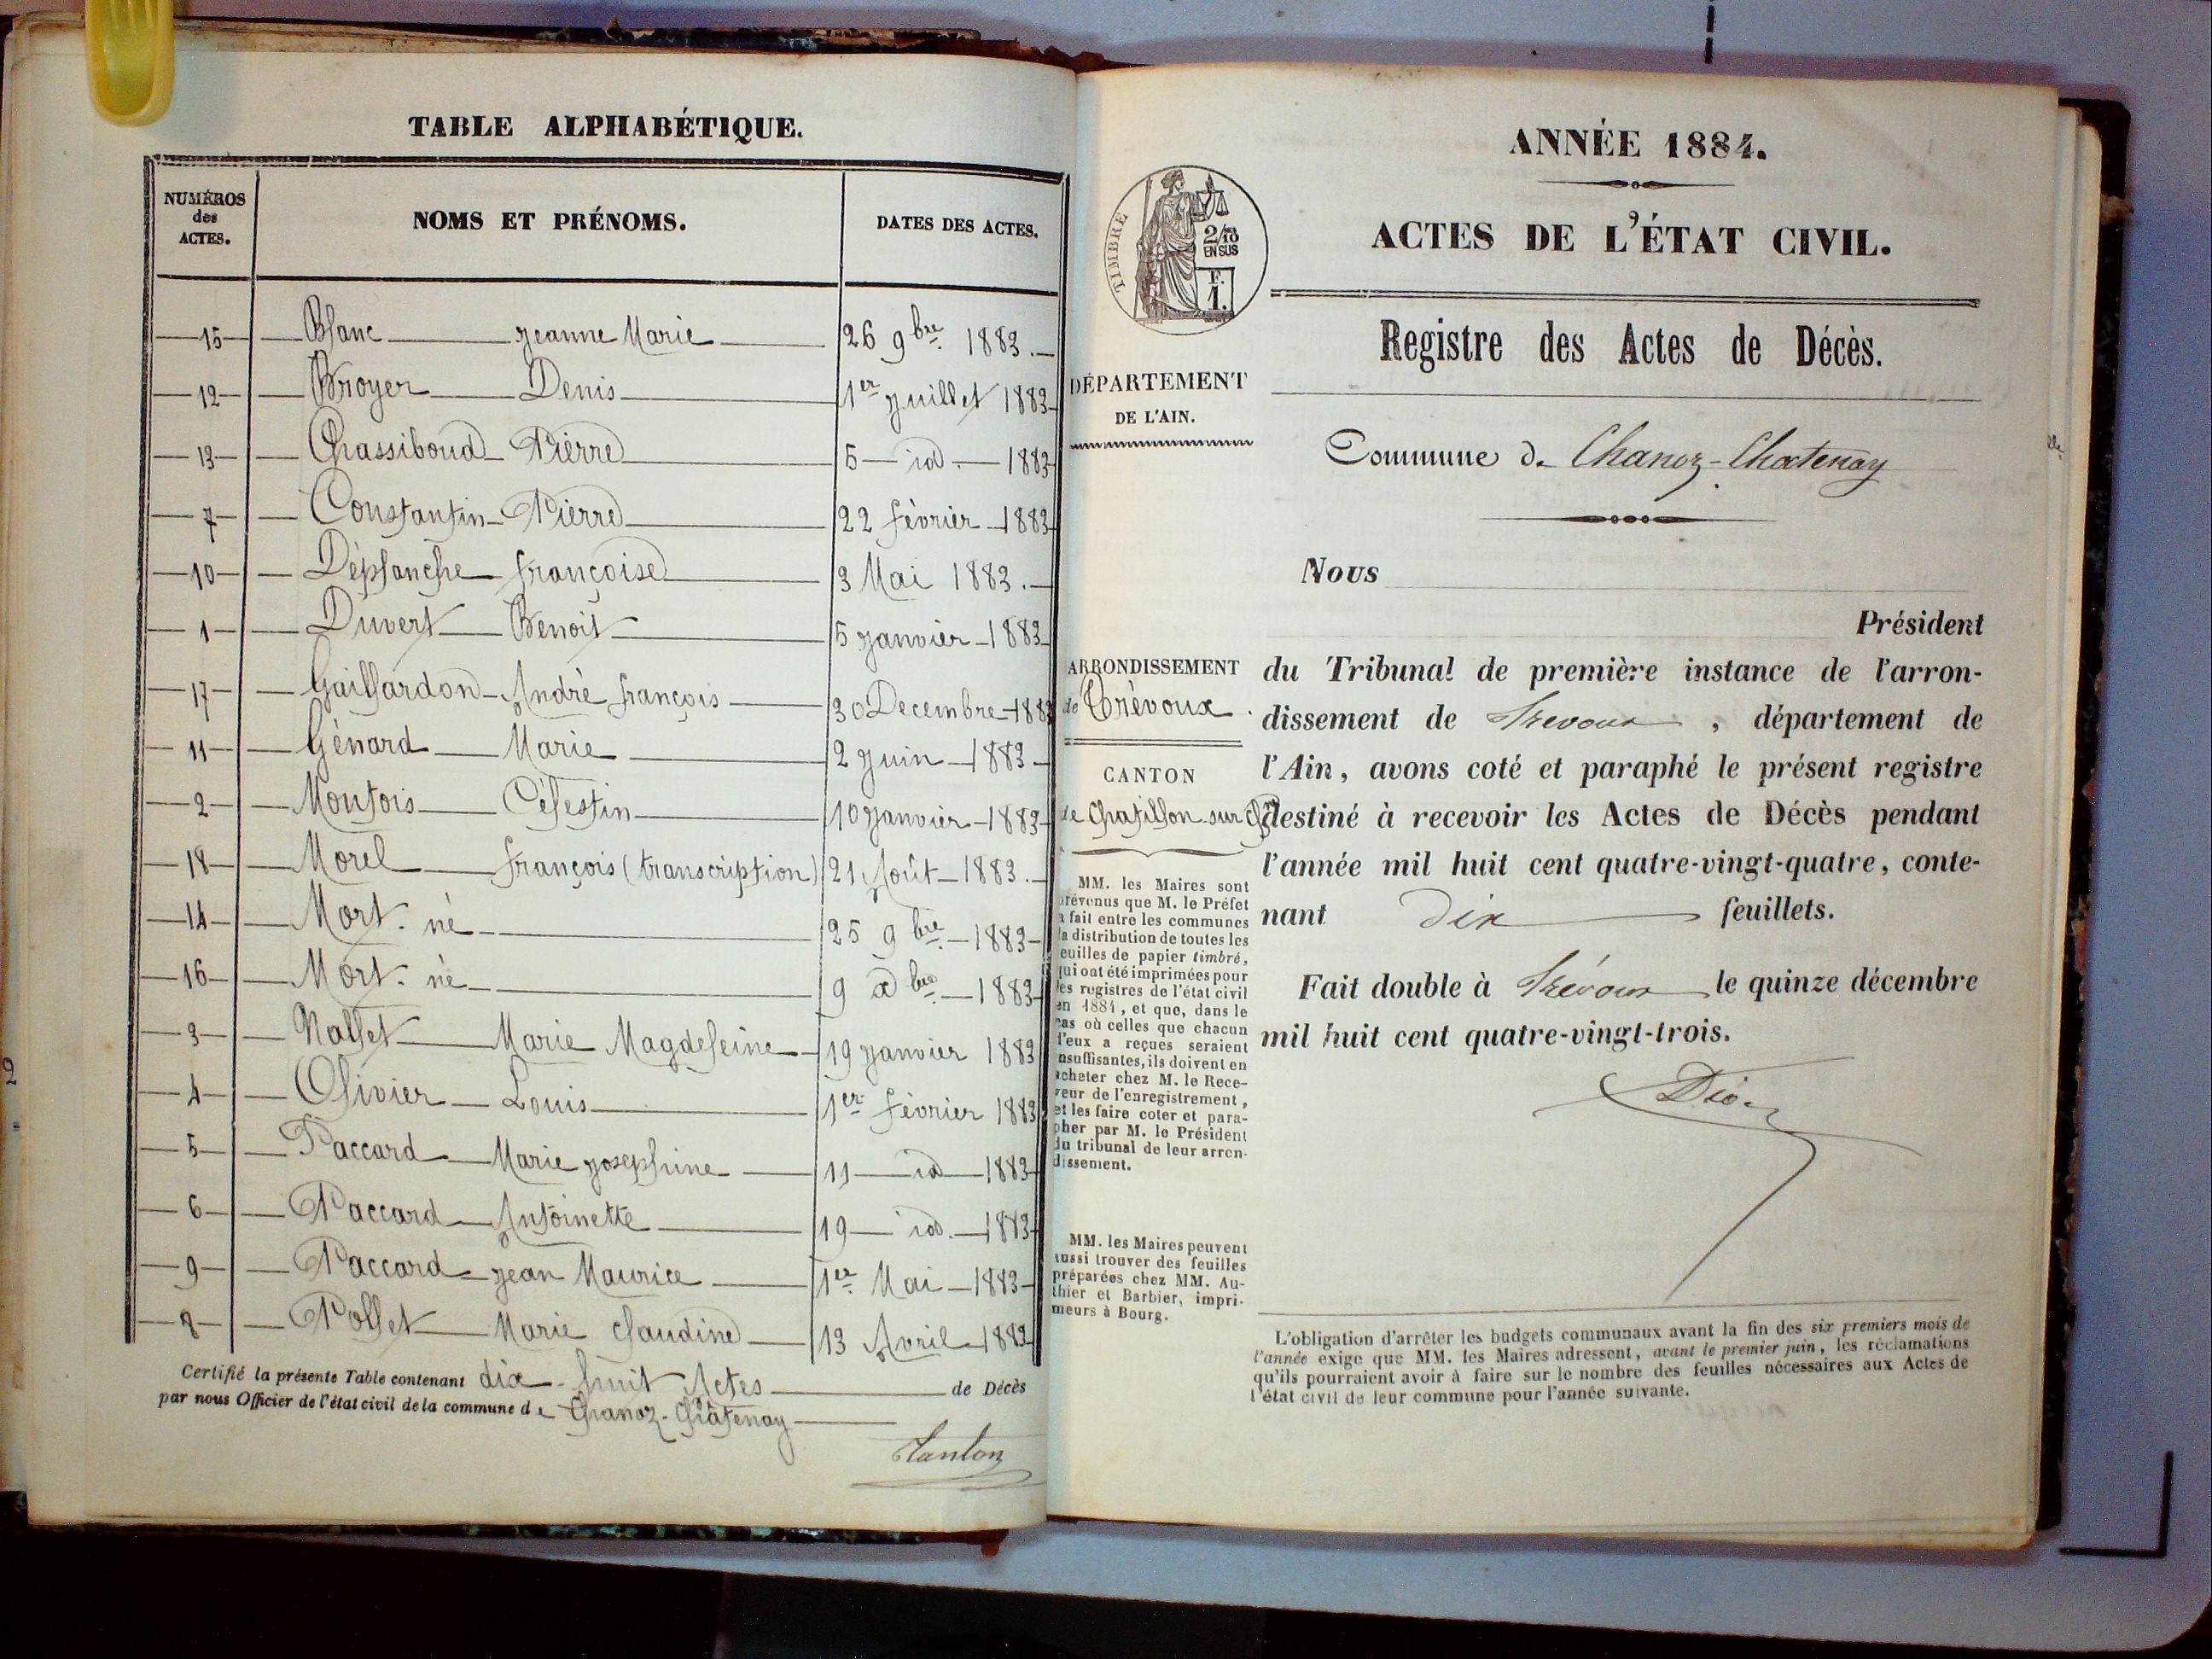 TABLE ALPHABÉTIQUE.
NUMÉROS des ACTES. NOMS ET PRÉNOMS. DATES DES ACTES.
15 Blanc Jeanne Marie 26 9bre 1883.
12 Broyer Denis 1er Juillet 1883
13 Chassiboud Pierre 5 id. 1883
7 Constantin Pierre 22 février 1883
10 Déplanche françoise 3 Mai 1883.
1 Duvert Benoit 5 Janvier 1883
17 Gaillardon André françois 30 Decembre 1883
11 Génard Marie 2 Juin 1883
2 Montois Célestin 10 Janvier 1883
18 Morel françois (transcription) 21 Août 1883.
14 Mort-né 25 9bre 1883
16 Mort-né 9 Xbre 1883
3 Nallet Marie Magdeleine 19 Janvier 1883
4 Olivier Louis 1er février 1883
5 Paccard Marie Josephine 11 id 1883
6 Paccard Antoinette 19 id. 1883
9 Paccard Jean Maurice 1er Mai 1883
8 Pollet Marie Claudine 13 Avril 1883
Certifié la présente Table contenant dix-huit Actes de Décès
par nous Officier de l'état civil de la commune de Chanoz-Châtenay
ANNÉE 1884.
TIMBRE
2/10
EN SUS
F.
1.
ACTES DE L'ÉTAT CIVIL.
Registre des Actes de Décès.
DÉPARTEMENT
DE L'AIN.
Commune de Chanoz-Chatenay
Nous
Président
ARRONDISSEMENT
de Trévoux.
CANTON
de Chatillon sur Ch
du Tribunal de première instance de l'arron-
dissement de Trevoux, département de
l'Ain, avons coté et paraphé le présent registre
destiné à recevoir les Actes de Décès pendant
l'année mil huit cent quatre-vingt-quatre, conte-
nant dix feuillets.
Fait double à Trévoux le quinze décembre
mil huit cent quatre-vingt-trois.
MM. les Maires sont
prévenus que M. le Préfet
a fait entre les communes
la distribution de toutes les
feuilles de papier timbré,
qui ont été imprimées pour
les registres de l'état civil
en 1884, et que, dans le
cas où celles que chacun
d'eux a reçues seraient
insuffisantes, ils doivent en
acheter chez M. le Rece-
veur de l'enregistrement,
et les faire coter et para-
pher par M. le Président
du tribunal de leur arron-
dissement.
MM. les Maires peuvent
aussi trouver des feuilles
préparées chez MM. Au-
thier et Barbier, impri-
meurs à Bourg.
L'obligation d'arrêter les budgets communaux avant la fin des six premiers mois de
l'année exige que MM. les Maires adressent, avant le premier juin, les réclamations
qu'ils pourraient avoir à faire sur le nombre des feuilles nécessaires aux Actes de
l'état civil de leur commune pour l'année suivante.